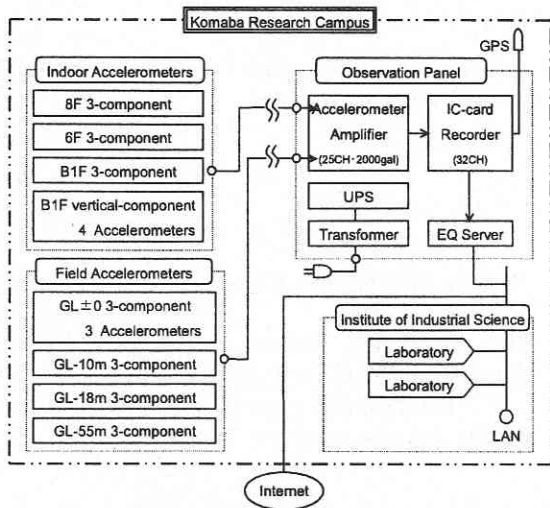 Komaba Research Campus
GPS
Indoor Accelerometers
8F 3-component
6F 3-component
B1F 3-component
B1F vertical-component
4 Accelerometers
Field Accelerometers
GL±0 3-component
3 Accelerometers
GL-10m 3-component
GL-18m 3-component
GL-55m 3-component
Observation Panel
Accelerometer
Amplifier
(25CH・2000gal)
IC-card
Recorder
(32CH)
UPS
Transformer
EQ Server
Institute of Industrial Science
Laboratory
Laboratory
LAN
Internet